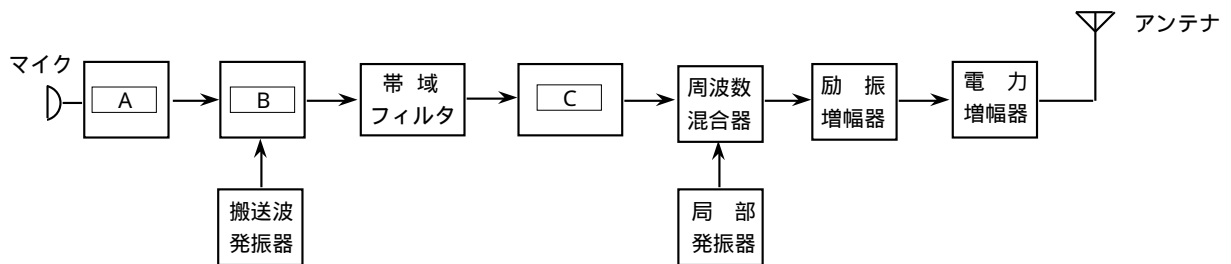 マイク
A
B
帯 域
フィルタ
C
周波数
混合器
励 振
増幅器
電 力
増幅器
アンテナ
搬送波
発振器
局 部
発振器